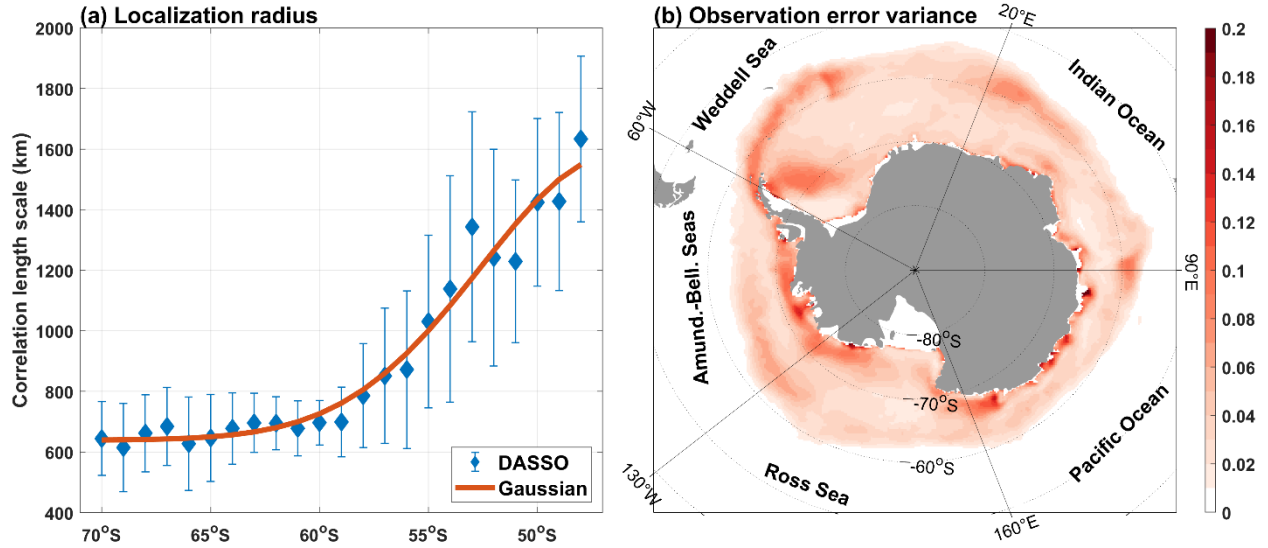 (a) Localization radius
Correlation length scale (km)
2000
1800
1600
1400
1200
1000
800
600
400
70°S
65°S
60°S
55°S
50°S
DASSO
Gaussian
(b) Observation error variance
20°E
Weddell Sea
Indian Ocean
60°W
90°E
Amund.-Bell. Seas
-80°S
-70°S
-60°S
Pacific Ocean
Ross Sea
130°W
160°E
0.2
0.18
0.16
0.14
0.12
0.1
0.08
0.06
0.04
0.02
0